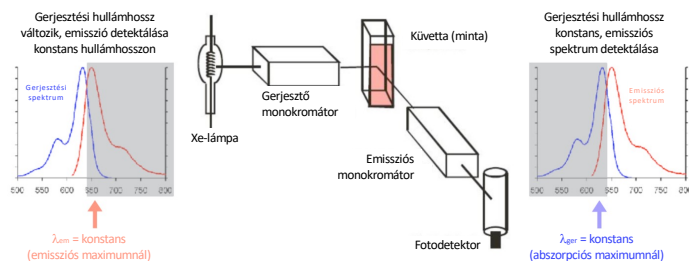 Gerjesztési hullámhossz
változik, emisszió detektálása
konstans hullámhosszon
Gerjesztési
spektrum
500 550 600 650 700 750 800
λem = konstans
(emissziós maximumnál)
Xe-lámpa
Gerjesztő
monokromátor
Küvetta (minta)
Emissziós
monokromátor
Fotodetektor
Gerjesztési hullámhossz
konstans, emissziós
spektrum detektálása
Emissziós
spektrum
500 550 600 650 700 750 800
λger = konstans
(abszorpciós maximumnál)